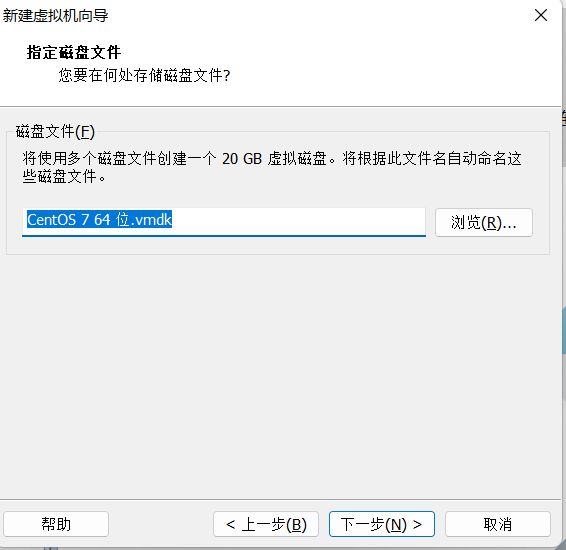 新建虚拟机向导
指定磁盘文件
您要在何处存储磁盘文件?
磁盘文件(F)
将使用多个磁盘文件创建一个 20 GB 虚拟磁盘。将根据此文件名自动命名这
些磁盘文件。
CentOS 7 64 位.vmdk
浏览(R)...
帮助
< 上一步(B)
下一步(N) >
取消